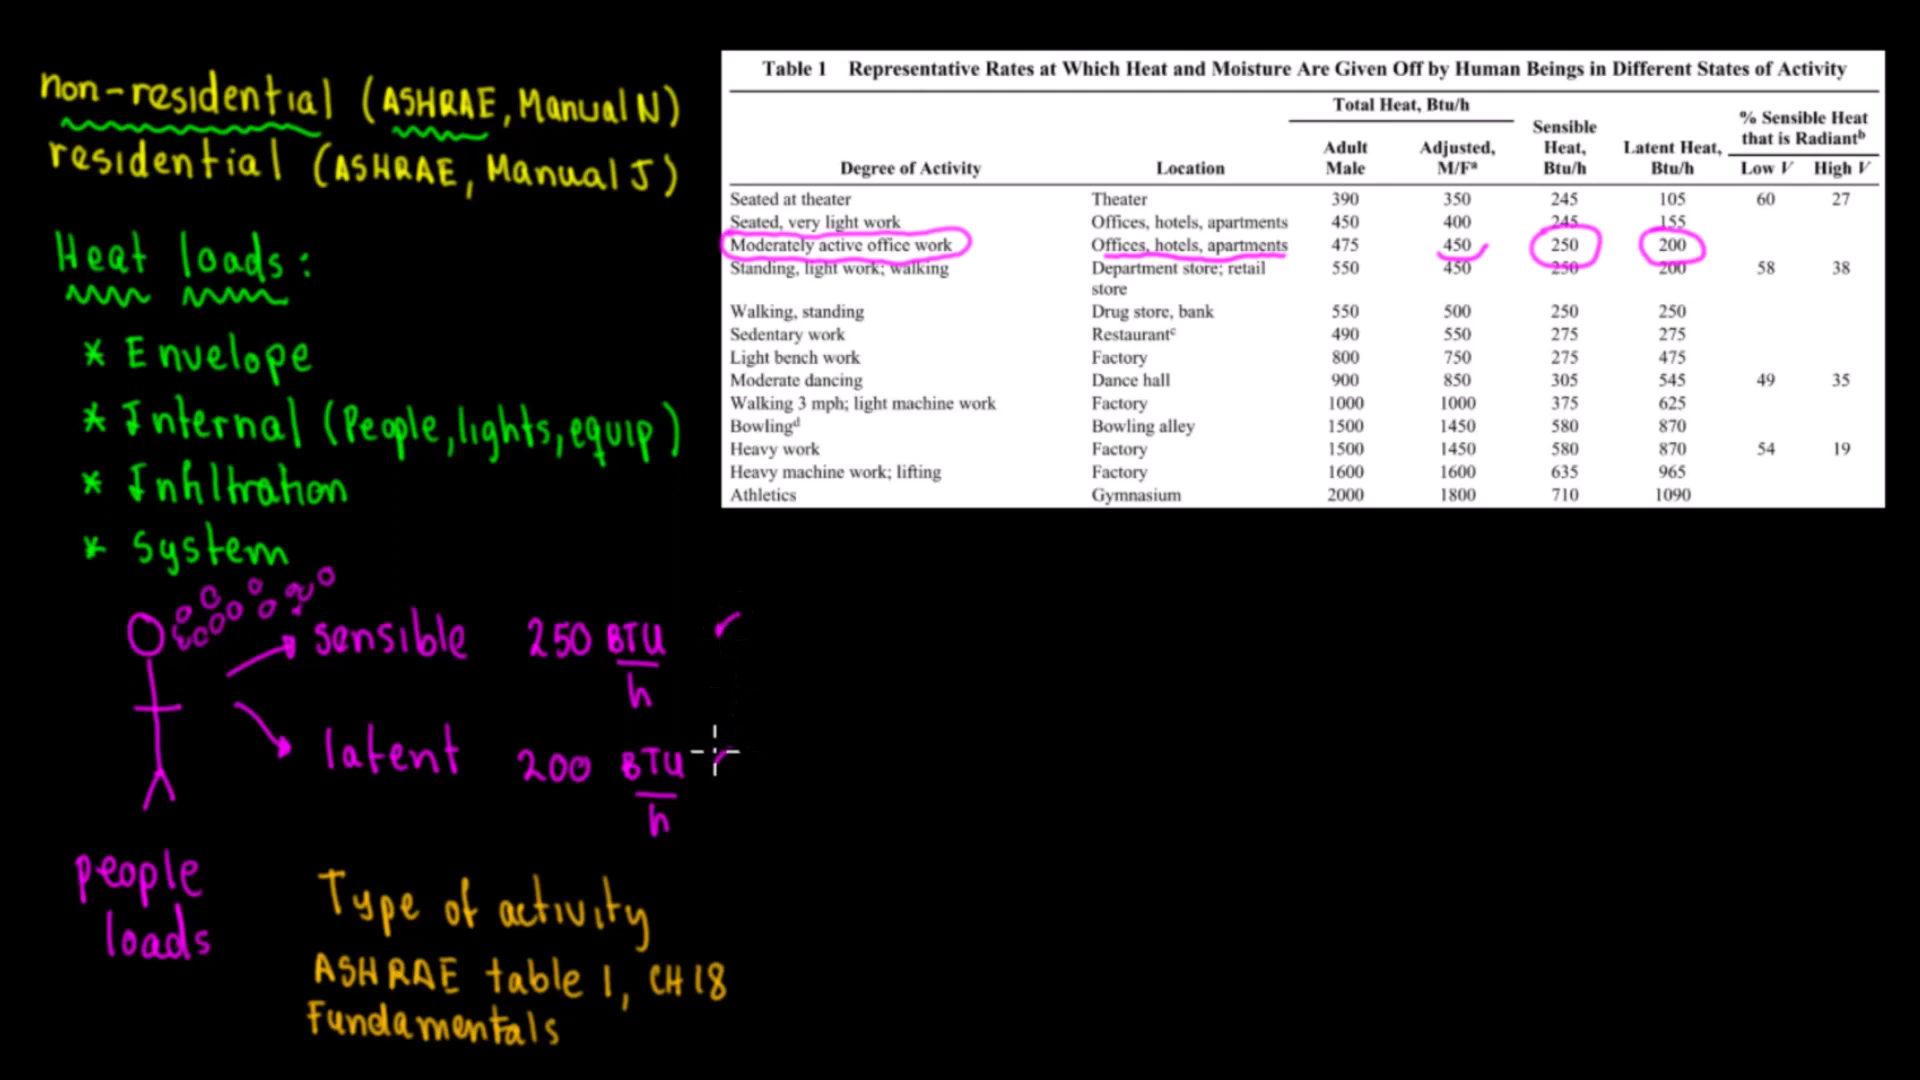 non-residential (ASHRAE, Manual N)
residential (ASHRAE, Manual J)
Heat loads:
* Envelope
* Internal (People, lights, equip)
* Infiltration
* System
sensible 250 BTU
h
latent 200 BTU
h
people
loads
Type of activity
ASHRAE table 1, CH 18
Fundamentals
Table 1 Representative Rates at Which Heat and Moisture Are Given Off by Human Beings in Different States of Activity
Total Heat, Btu/h
% Sensible Heat
Sensible
that is Radiantb
Adult Adjusted, Heat, Latent Heat,
Degree of Activity Location Male M/Fa Btu/h Btu/h Low V High V
Seated at theater Theater 390 350 245 105 60 27
Seated, very light work Offices, hotels, apartments 450 400 245 155
Moderately active office work Offices, hotels, apartments 475 450 250 200
Standing, light work; walking Department store; retail 550 450 250 200 58 38
store
Walking, standing Drug store, bank 550 500 250 250
Sedentary work Restaurantc 490 550 275 275
Light bench work Factory 800 750 275 475
Moderate dancing Dance hall 900 850 305 545 49 35
Walking 3 mph; light machine work Factory 1000 1000 375 625
Bowlingd Bowling alley 1500 1450 580 870
Heavy work Factory 1500 1450 580 870 54 19
Heavy machine work; lifting Factory 1600 1600 635 965
Athletics Gymnasium 2000 1800 710 1090